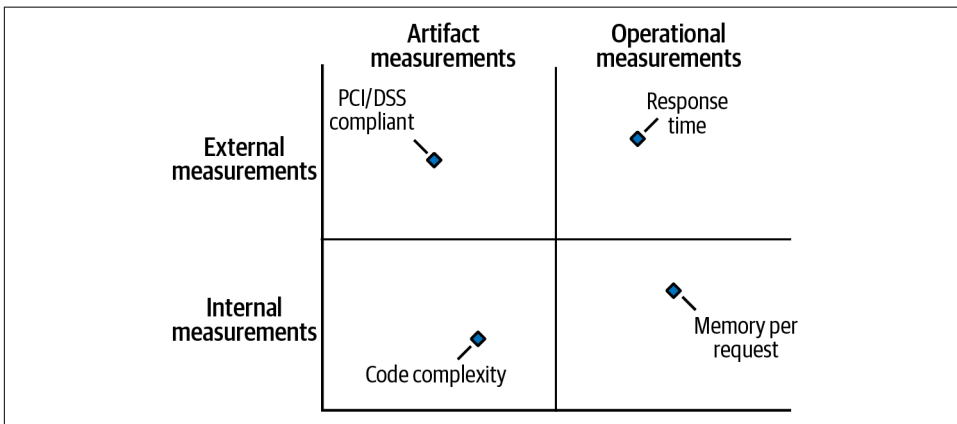 Artifact
measurements
Operational
measurements
PCI/DSS
compliant
Response
time
External
measurements
Internal
measurements
Memory per
request
Code complexity